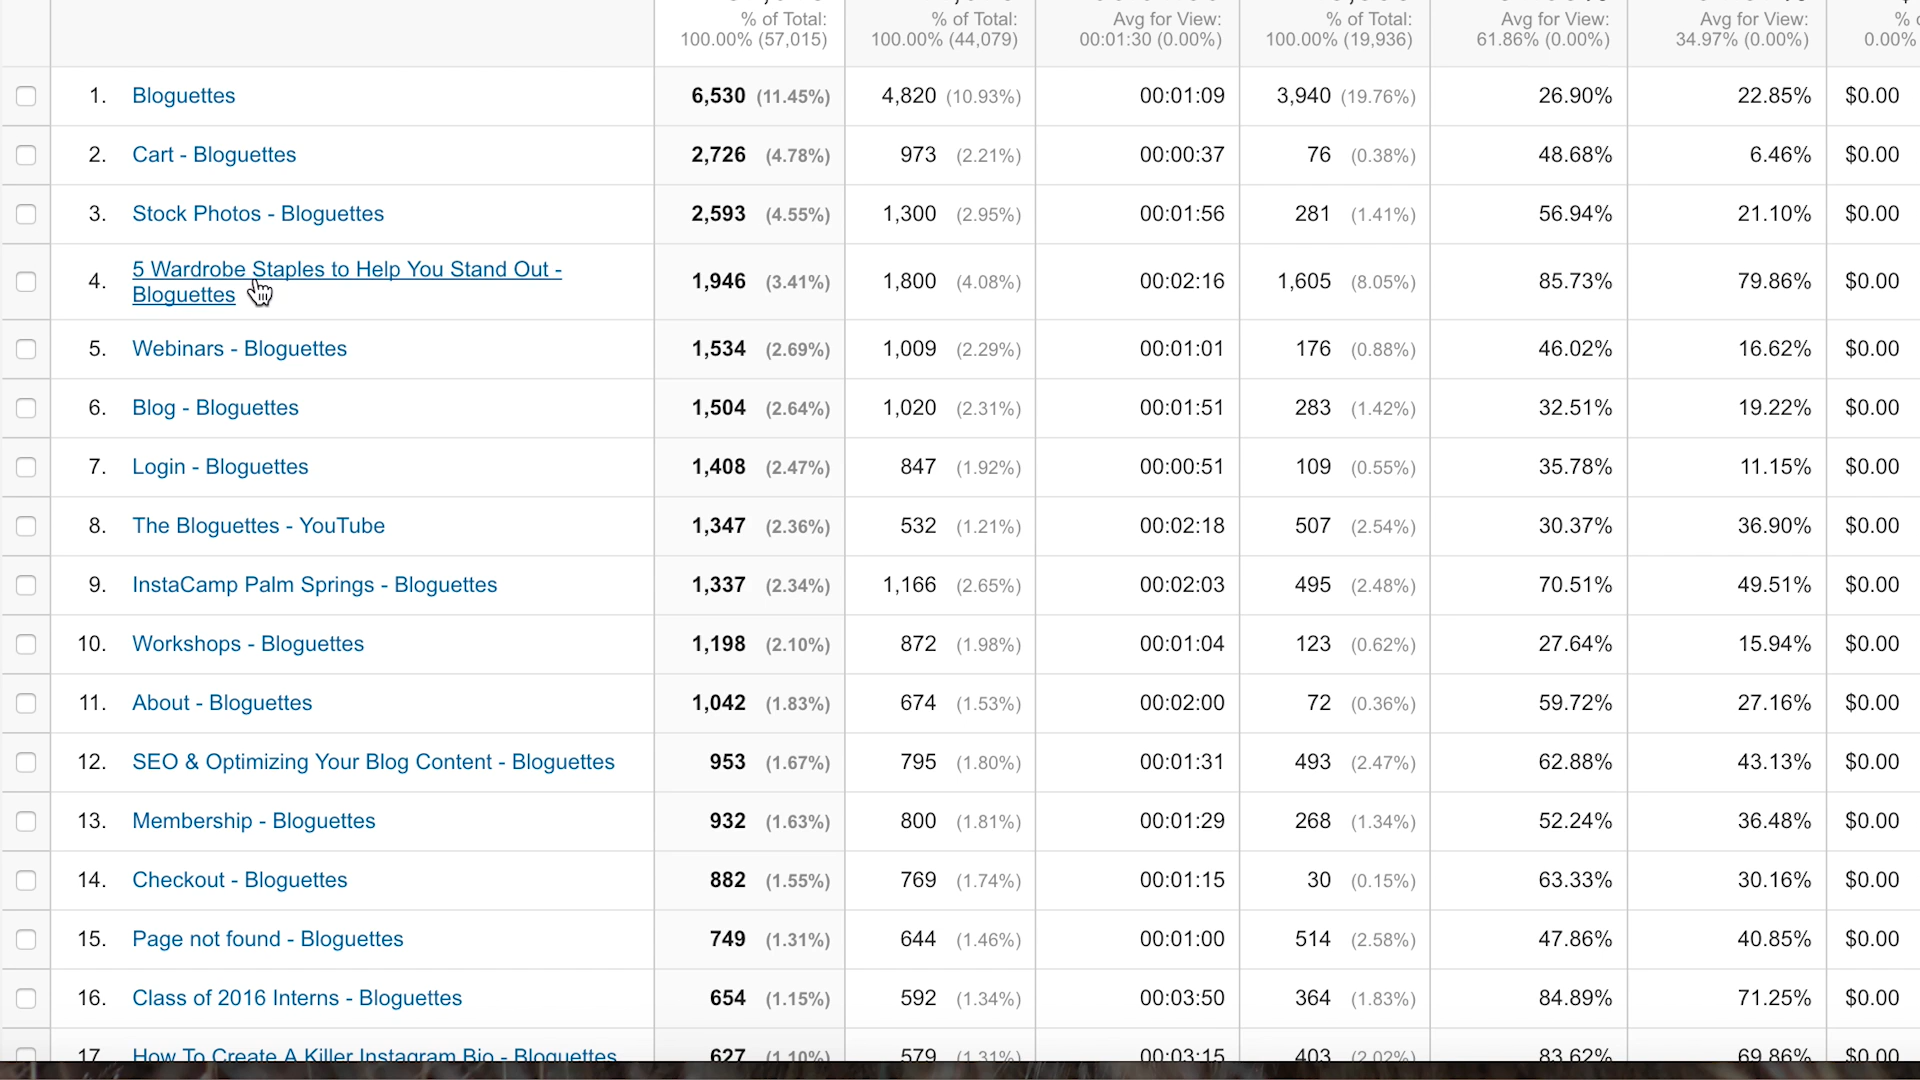 % of Total: % of Total: Avg for View: % of Total: Avg for View: Avg for View:
100.00% (57,015) 100.00% (44,079) 00:01:30 (0.00%) 100.00% (19,936) 61.86% (0.00%) 34.97% (0.00%) 0.00%
1. Bloguettes 6,530 (11.45%) 4,820 (10.93%) 00:01:09 3,940 (19.76%) 26.90% 22.85% $0.00
2. Cart - Bloguettes 2,726 (4.78%) 973 (2.21%) 00:00:37 76 (0.38%) 48.68% 6.46% $0.00
3. Stock Photos - Bloguettes 2,593 (4.55%) 1,300 (2.95%) 00:01:56 281 (1.41%) 56.94% 21.10% $0.00
4. 5 Wardrobe Staples to Help You Stand Out -
Bloguettes 1,946 (3.41%) 1,800 (4.08%) 00:02:16 1,605 (8.05%) 85.73% 79.86% $0.00
5. Webinars - Bloguettes 1,534 (2.69%) 1,009 (2.29%) 00:01:01 176 (0.88%) 46.02% 16.62% $0.00
6. Blog - Bloguettes 1,504 (2.64%) 1,020 (2.31%) 00:01:51 283 (1.42%) 32.51% 19.22% $0.00
7. Login - Bloguettes 1,408 (2.47%) 847 (1.92%) 00:00:51 109 (0.55%) 35.78% 11.15% $0.00
8. The Bloguettes - YouTube 1,347 (2.36%) 532 (1.21%) 00:02:18 507 (2.54%) 30.37% 36.90% $0.00
9. InstaCamp Palm Springs - Bloguettes 1,337 (2.34%) 1,166 (2.65%) 00:02:03 495 (2.48%) 70.51% 49.51% $0.00
10. Workshops - Bloguettes 1,198 (2.10%) 872 (1.98%) 00:01:04 123 (0.62%) 27.64% 15.94% $0.00
11. About - Bloguettes 1,042 (1.83%) 674 (1.53%) 00:02:00 72 (0.36%) 59.72% 27.16% $0.00
12. SEO & Optimizing Your Blog Content - Bloguettes 953 (1.67%) 795 (1.80%) 00:01:31 493 (2.47%) 62.88% 43.13% $0.00
13. Membership - Bloguettes 932 (1.63%) 800 (1.81%) 00:01:29 268 (1.34%) 52.24% 36.48% $0.00
14. Checkout - Bloguettes 882 (1.55%) 769 (1.74%) 00:01:15 30 (0.15%) 63.33% 30.16% $0.00
15. Page not found - Bloguettes 749 (1.31%) 644 (1.46%) 00:01:00 514 (2.58%) 47.86% 40.85% $0.00
16. Class of 2016 Interns - Bloguettes 654 (1.15%) 592 (1.34%) 00:03:50 364 (1.83%) 84.89% 71.25% $0.00
17. How To Create A Killer Instagram Bio - Bloguettes 627 (1.10%) 579 (1.31%) 00:03:15 403 (2.02%) 83.62% 69.86% $0.00